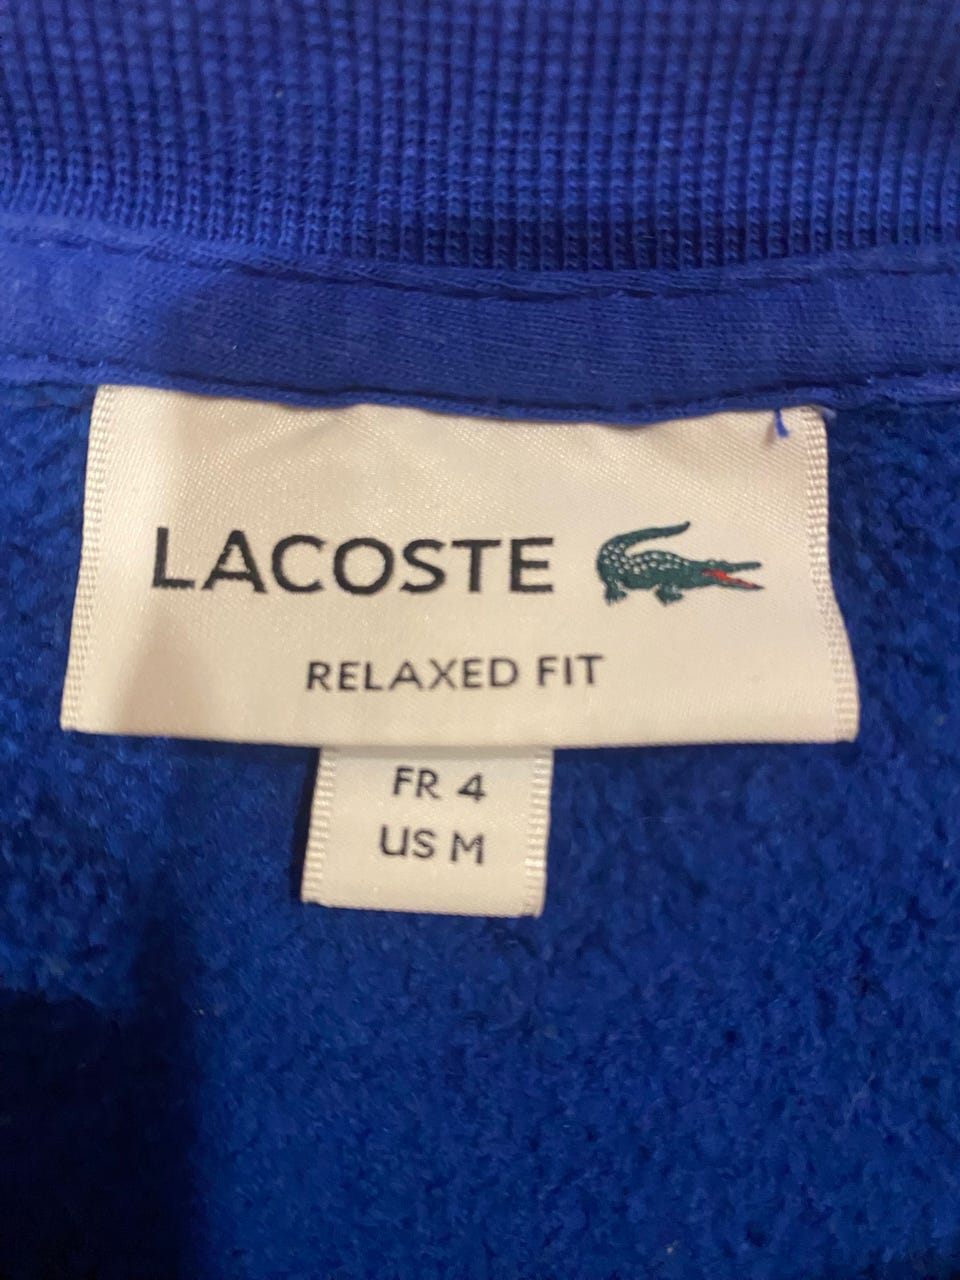 LACOSTE
RELAXED FIT
FR 4
US M